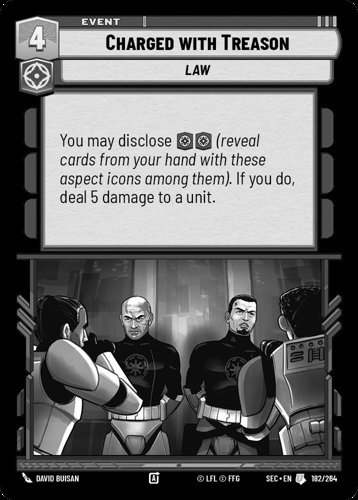 EVENT
4
CHARGED WITH TREASON
LAW
You may disclose (reveal
cards from your hand with these
aspect icons among them). If you do,
deal 5 damage to a unit.
DAVID BUISAN
A
© LFL © FFG
SEC • EN
182/264